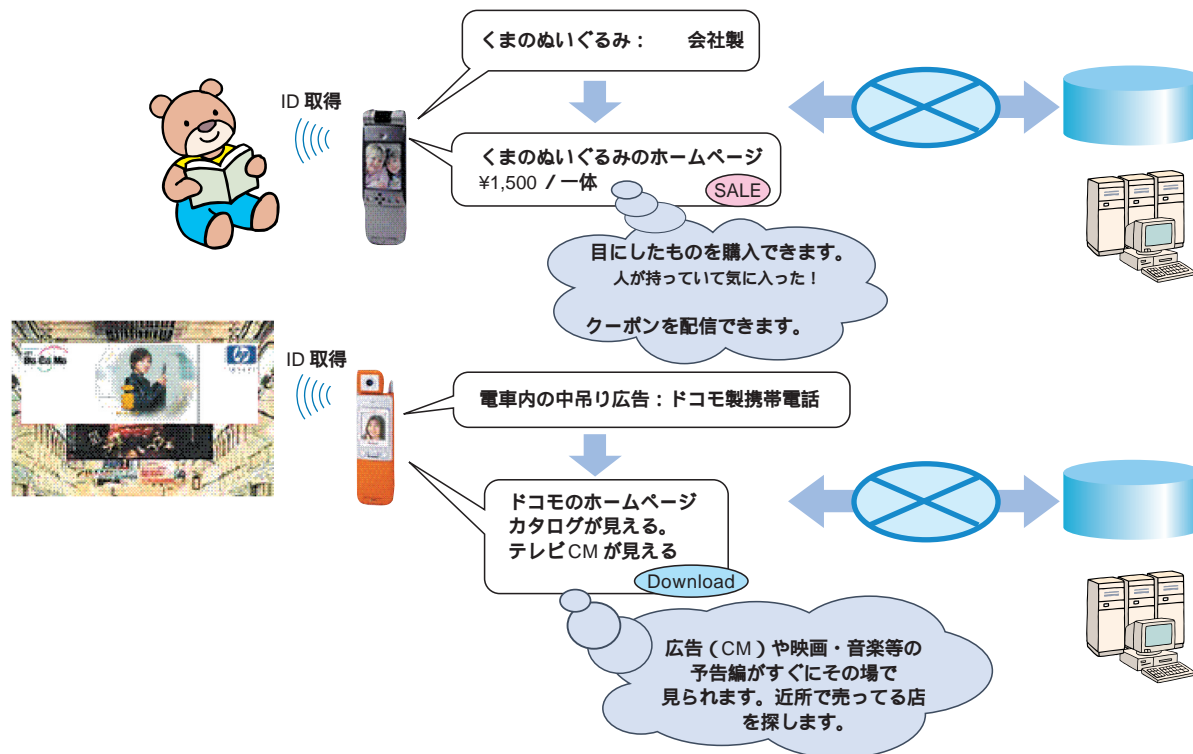 くまのぬいぐるみ：　　会社製
ID 取得
くまのぬいぐるみのホームページ
¥1,500 / 一体
SALE
目にしたものを購入できます。
人が持っていて気に入った！
クーポンを配信できます。
ID 取得
hp
invent
電車内の中吊り広告：ドコモ製携帯電話
ドコモのホームページ
カタログが見える。
テレビCM が見える
Download
広告（CM）や映画・音楽等の
予告編がすぐにその場で
見られます。近所で売ってる店
を探します。